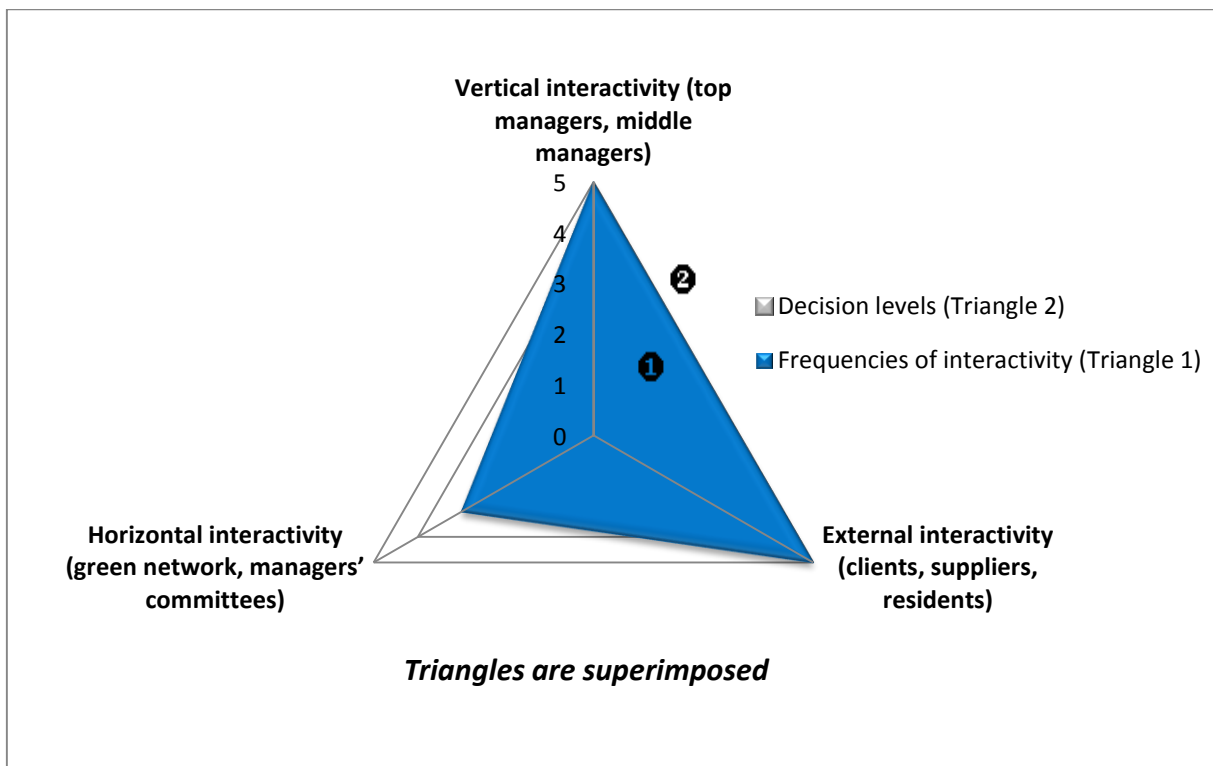 Vertical interactivity (top
managers, middle
managers)
5
4
3
2
1
0
❷
❶
Decision levels (Triangle 2)
Frequencies of interactivity (Triangle 1)
Horizontal interactivity
(green network, managers’
committees)
External interactivity
(clients, suppliers,
residents)
Triangles are superimposed